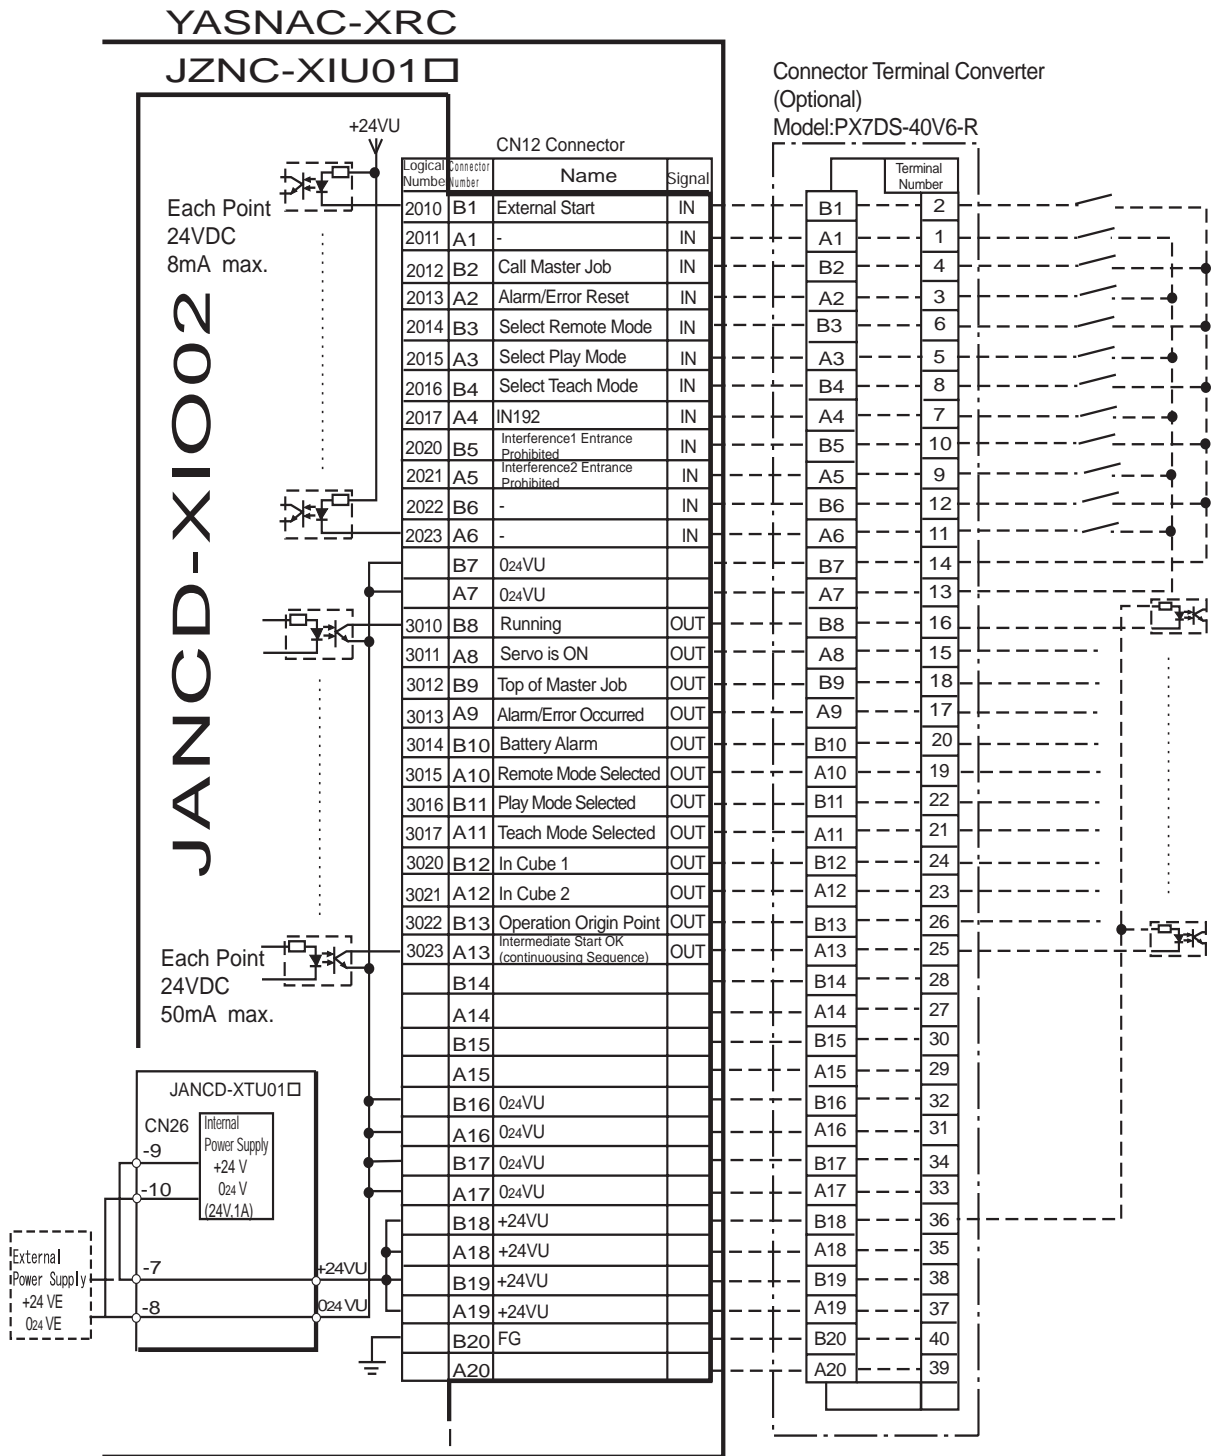 YASNAC-XRC
JZNC-XIU01□
Connector Terminal Converter
(Optional)
Model:PX7DS-40V6-R
+24VU
CN12 Connector
Logical Numbe Connector Number Name Signal
Terminal Number
Each Point
24VDC
8mA max.
JANCD-XIO02
2010 B1 External Start IN B1 2
2011 A1 - IN A1 1
2012 B2 Call Master Job IN B2 4
2013 A2 Alarm/Error Reset IN A2 3
2014 B3 Select Remote Mode IN B3 6
2015 A3 Select Play Mode IN A3 5
2016 B4 Select Teach Mode IN B4 8
2017 A4 IN192 IN A4 7
2020 B5 Interference1 Entrance Prohibited IN B5 10
2021 A5 Interference2 Entrance Prohibited IN A5 9
2022 B6 - IN B6 12
2023 A6 - IN A6 11
B7 024VU B7 14
A7 024VU A7 13
3010 B8 Running OUT B8 16
3011 A8 Servo is ON OUT A8 15
3012 B9 Top of Master Job OUT B9 18
3013 A9 Alarm/Error Occurred OUT A9 17
3014 B10 Battery Alarm OUT B10 20
3015 A10 Remote Mode Selected OUT A10 19
3016 B11 Play Mode Selected OUT B11 22
3017 A11 Teach Mode Selected OUT A11 21
3020 B12 In Cube 1 OUT B12 24
3021 A12 In Cube 2 OUT A12 23
3022 B13 Operation Origin Point OUT B13 26
3023 A13 Intermediate Start OK (continuousing Sequence) OUT A13 25
Each Point
24VDC
50mA max.
B14 B14 28
A14 A14 27
B15 B15 30
A15 A15 29
B16 024VU B16 32
A16 024VU A16 31
B17 024VU B17 34
A17 024VU A17 33
B18 +24VU B18 36
A18 +24VU A18 35
B19 +24VU B19 38
A19 +24VU A19 37
B20 FG B20 40
A20 A20 39
JANCD-XTU01□
CN26
Internal
Power Supply
+24 V
024 V
(24V,1A)
-9
-10
-7
-8
+24VU
024 VU
External
Power Supply
+24 VE
024 VE